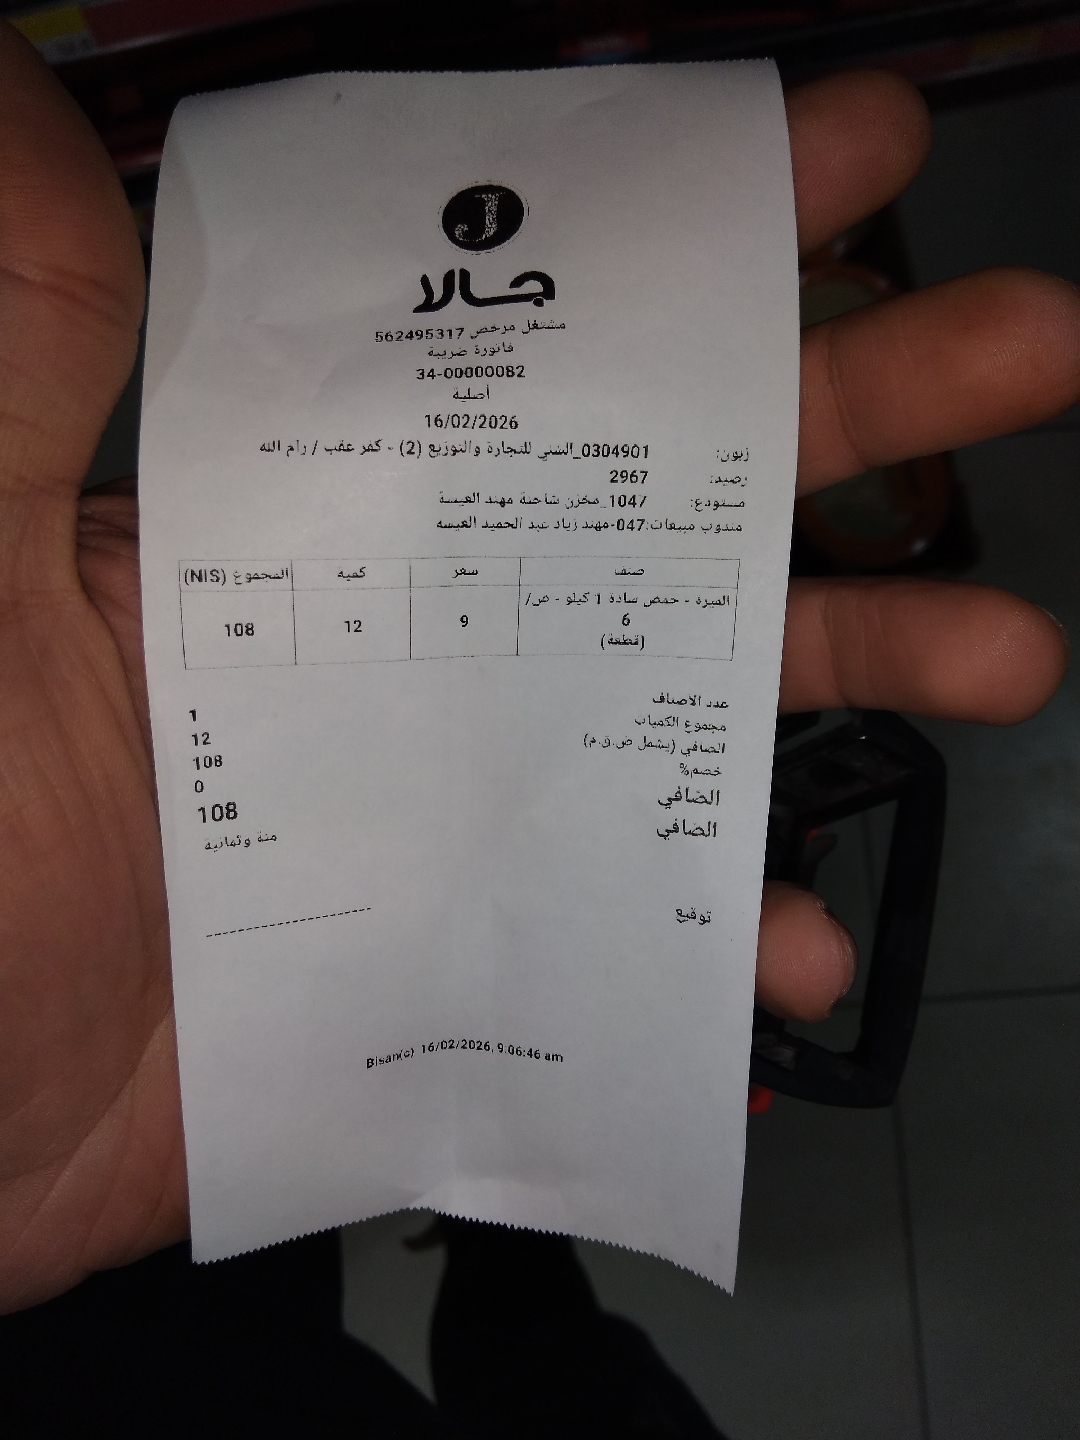 J
جالا
مشتغل مرخص 562495317
فاتورة ضريبة
34-00000082
أصلية
16/02/2026
زبون: 0304901_الشني للتجارة والتوزيع (2) - كفر عقب / رام الله
رصيد: 2967
مستودع: 1047_مخزن شاحنة مهند العيسة
مندوب مبيعات:047-مهند زياد عبد الحميد العيسه
صنف سعر كميه المجموع (NIS)
الميرة - حمص سادة 1 كيلو - ص/ 6 (قطعة) 9 12 108
عدد الاصناف 1
مجموع الكميات 12
الصافي (يشمل ض.ق.م) 108
خصم% 0
الصافي 108
الصافي مئة وثمانية
توقيع --------------------
Bisan(c) 16/02/2026, 9:06:46 am